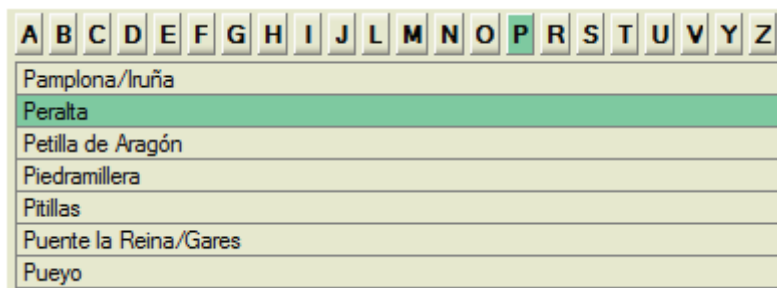 A B C D E F G H I J L M N O P R S T U V Y Z
Pamplona/Iruña
Peralta
Petilla de Aragón
Piedramillera
Pitillas
Puente la Reina/Gares
Pueyo